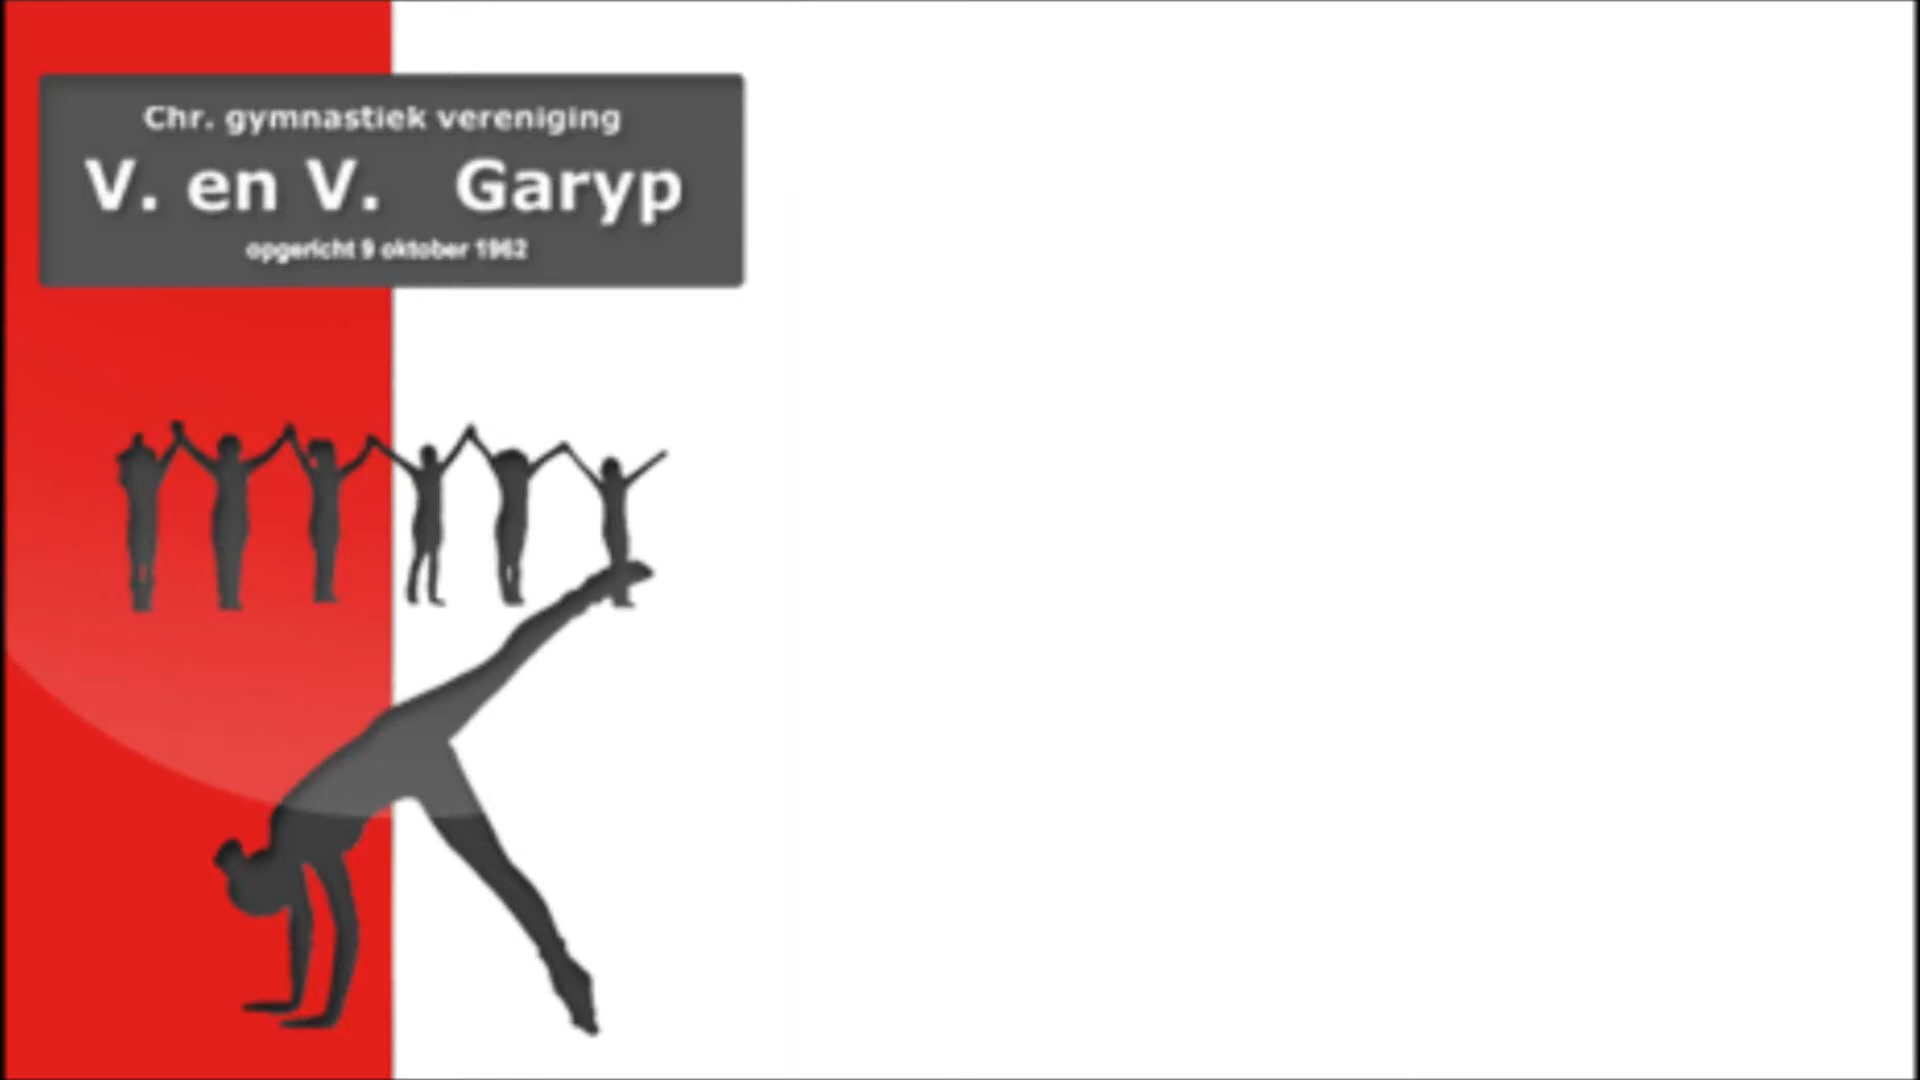 Chr. gymnastiek vereniging
V. en V. Garyp
opgericht 9 oktober 1962